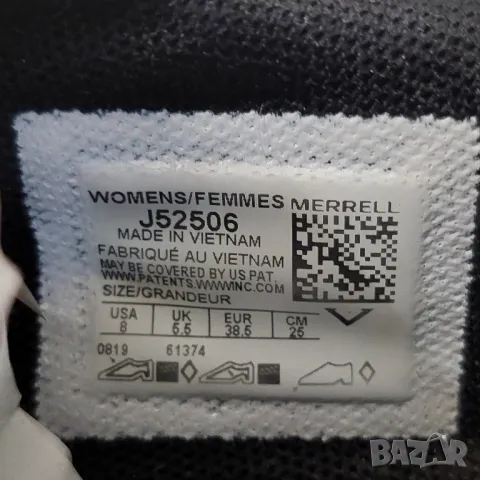 WOMENS/FEMMES MERRELL
J52506
MADE IN VIETNAM
FABRIQUÉ AU VIETNAM
MAY BE COVERED BY US PAT.
WWW.PATENTS.WWWINC.COM
SIZE/GRANDEUR
USA UK EUR CM
8 5.5 38.5 25
0819 61374
BAZAR